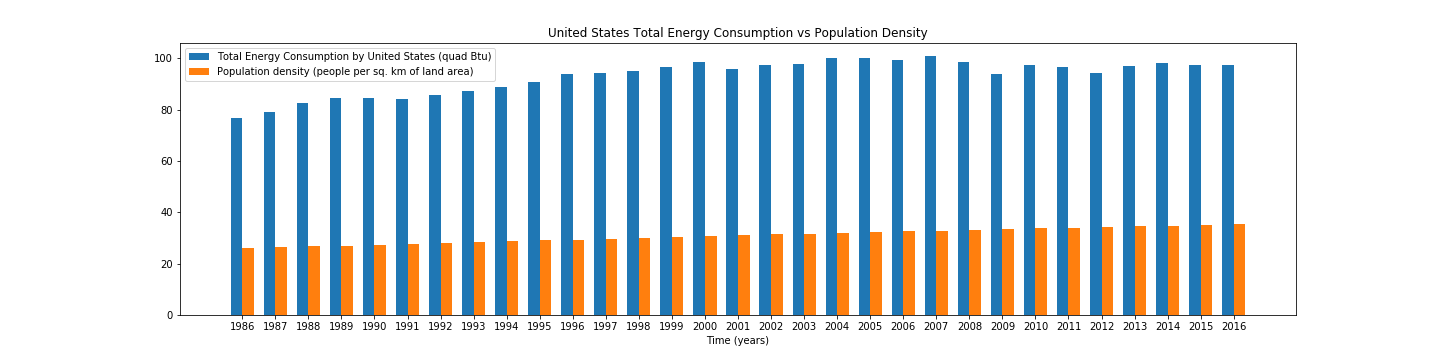 United States Total Energy Consumption vs Population Density
Total Energy Consumption by United States (quad Btu)
Population density (people per sq. km of land area)
100
80
60
40
20
0
1986 1987 1988 1989 1990 1991 1992 1993 1994 1995 1996 1997 1998 1999 2000 2001 2002 2003 2004 2005 2006 2007 2008 2009 2010 2011 2012 2013 2014 2015 2016
Time (years)